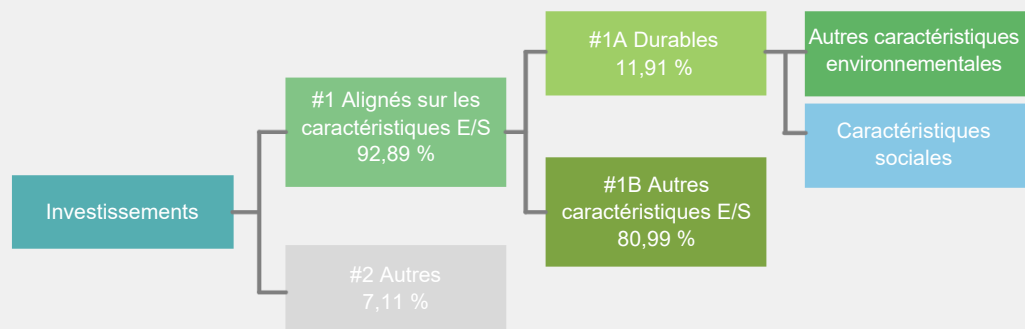 Investissements
#1 Alignés sur les
caractéristiques E/S
92,89 %
#2 Autres
7,11 %
#1A Durables
11,91 %
#1B Autres
caractéristiques E/S
80,99 %
Autres caractéristiques
environnementales
Caractéristiques
sociales